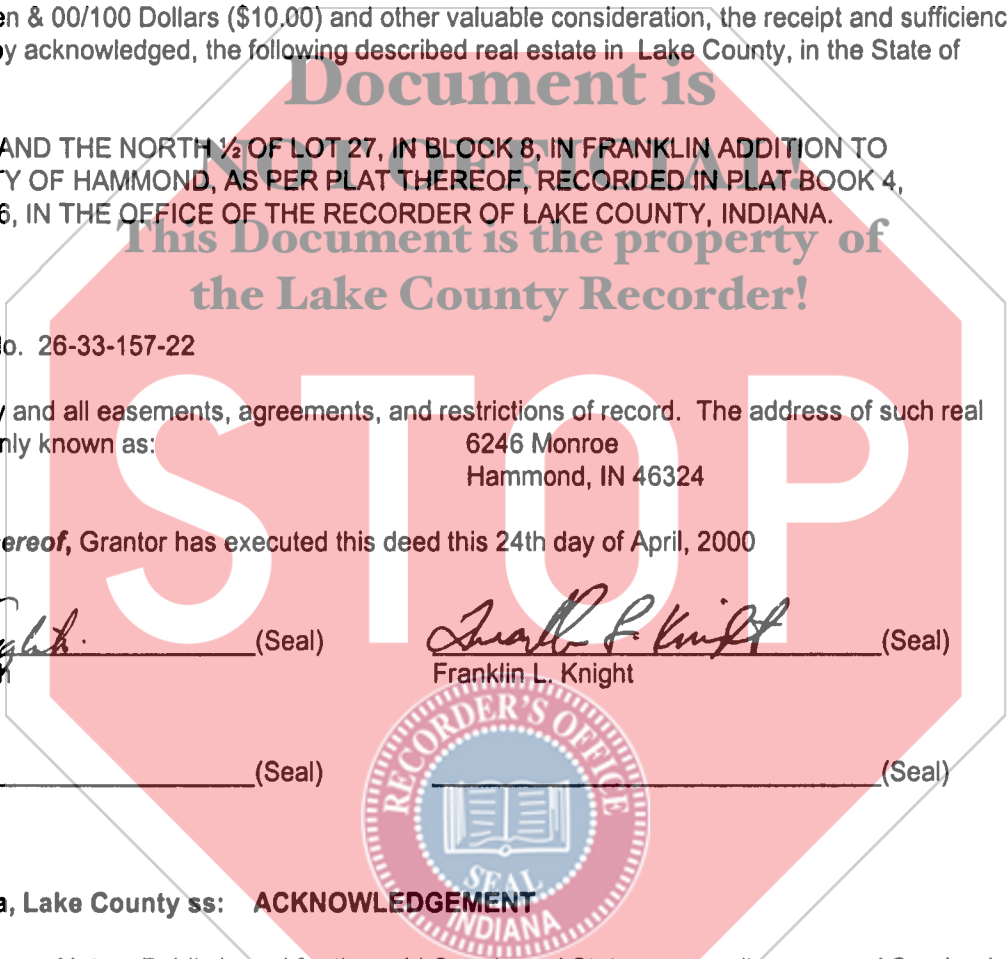 en & 00/100 Dollars ($10.00) and other valuable consideration, the receipt and sufficienc
by acknowledged, the following described real estate in Lake County, in the State of
Document is
AND THE NORTH ½ OF LOT 27, IN BLOCK 8, IN FRANKLIN ADDITION TO
NOT OFFICIAL!
Y OF HAMMOND, AS PER PLAT THEREOF, RECORDED IN PLAT BOOK 4,
6, IN THE OFFICE OF THE RECORDER OF LAKE COUNTY, INDIANA.
This Document is the property of
the Lake County Recorder!
o. 26-33-157-22
STOP
y and all easements, agreements, and restrictions of record. The address of such real
nly known as: 6246 Monroe
Hammond, IN 46324
ereof, Grantor has executed this deed this 24th day of April, 2000
(Seal) Franklin L. Knight (Seal)
Franklin L. Knight
RECORDER'S OFFICE
(Seal) (Seal)
SEAL
INDIANA
a, Lake County ss: ACKNOWLEDGEMENT